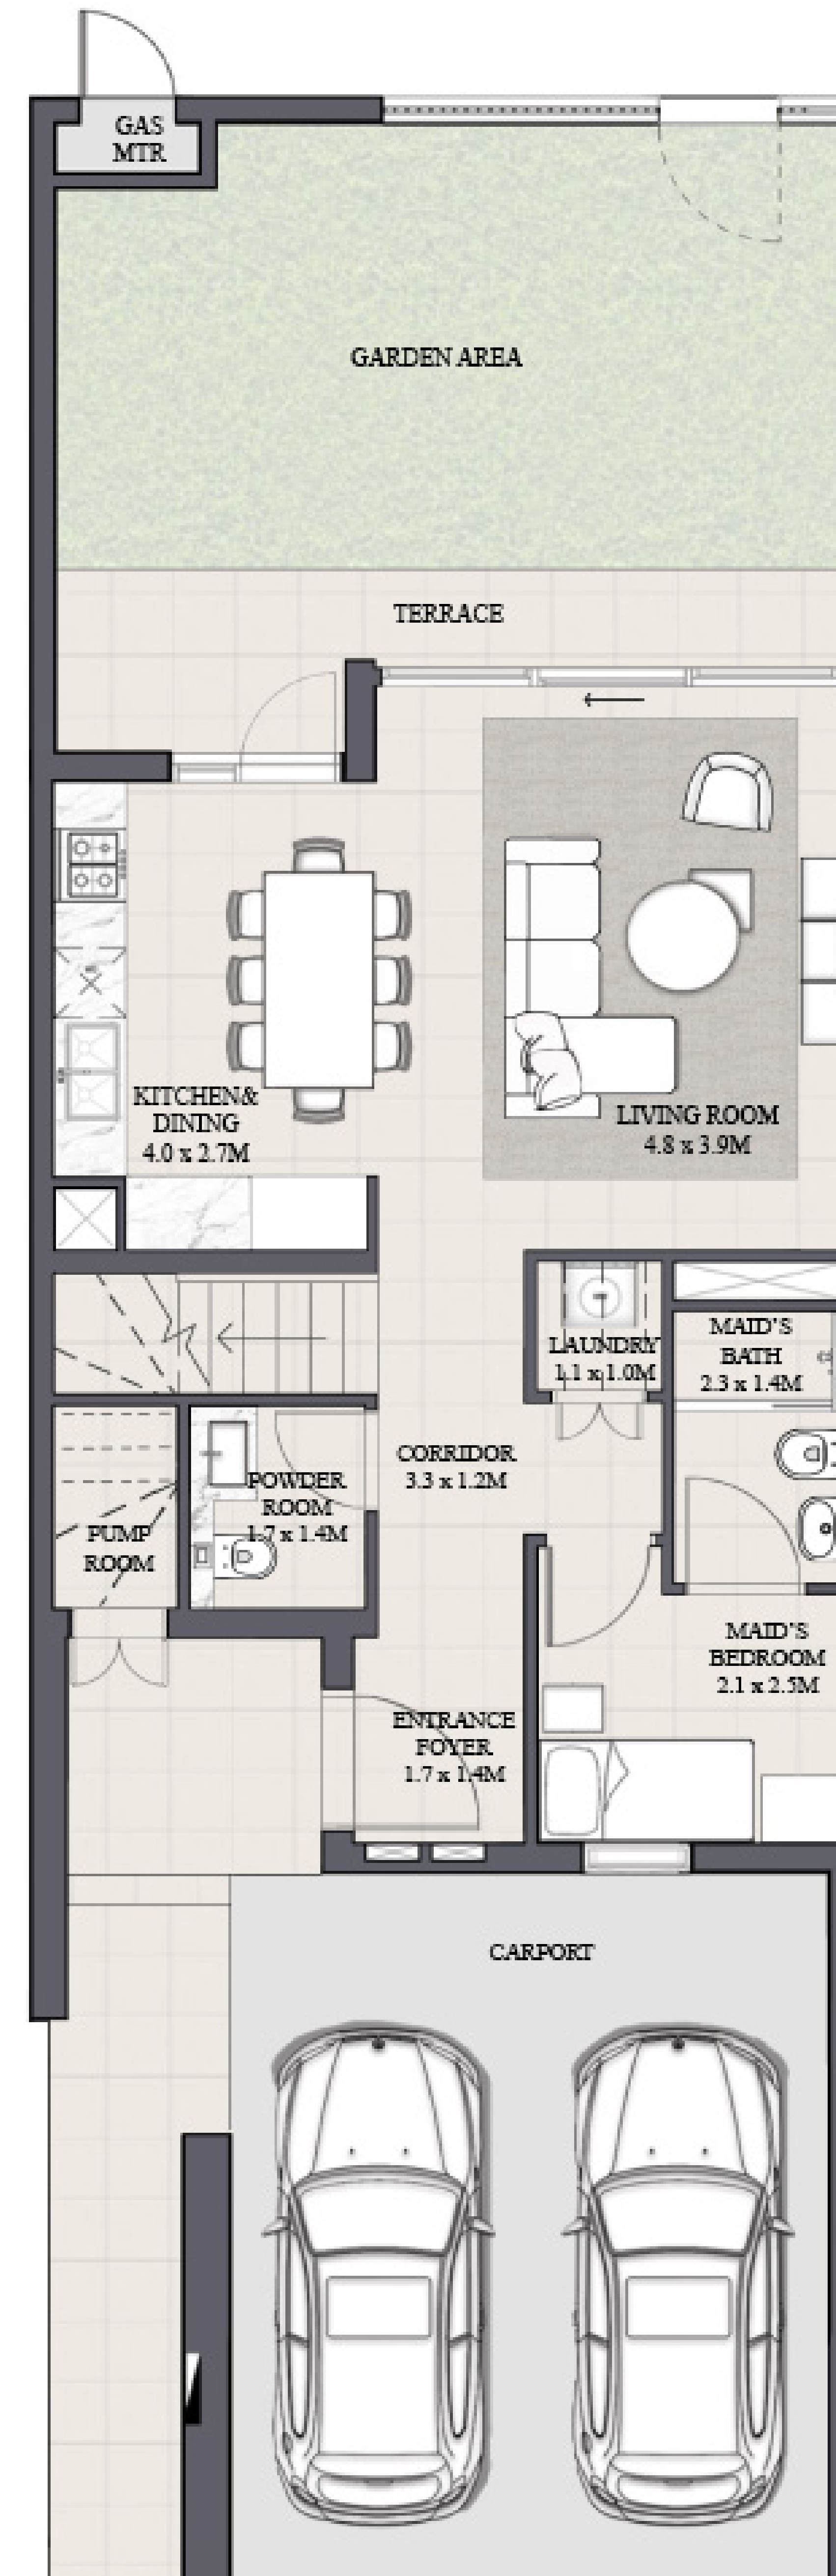 GAS
MTR
GARDEN AREA
TERRACE
KITCHEN&
DINING
4.0 x 2.7M
LIVING ROOM
4.8 x 3.9M
LAUNDRY
1.1 x 1.0M
MAID'S
BATH
2.3 x 1.4M
CORRIDOR
3.3 x 1.2M
POWDER
ROOM
1.7 x 1.4M
PUMP
ROOM
MAID'S
BEDROOM
2.1 x 2.5M
ENTRANCE
FOYER
1.7 x 1.4M
CARPORT